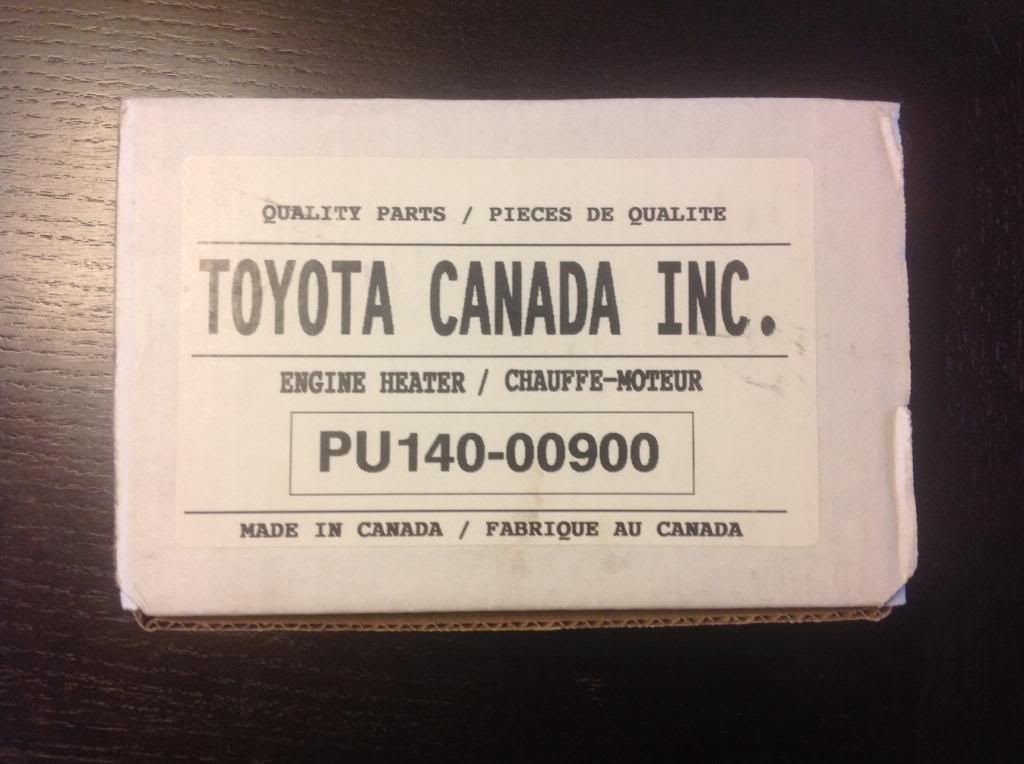 QUALITY PARTS / PIECES DE QUALITE
TOYOTA CANADA INC.
ENGINE HEATER / CHAUFFE-MOTEUR
PU140-00900
MADE IN CANADA / FABRIQUE AU CANADA